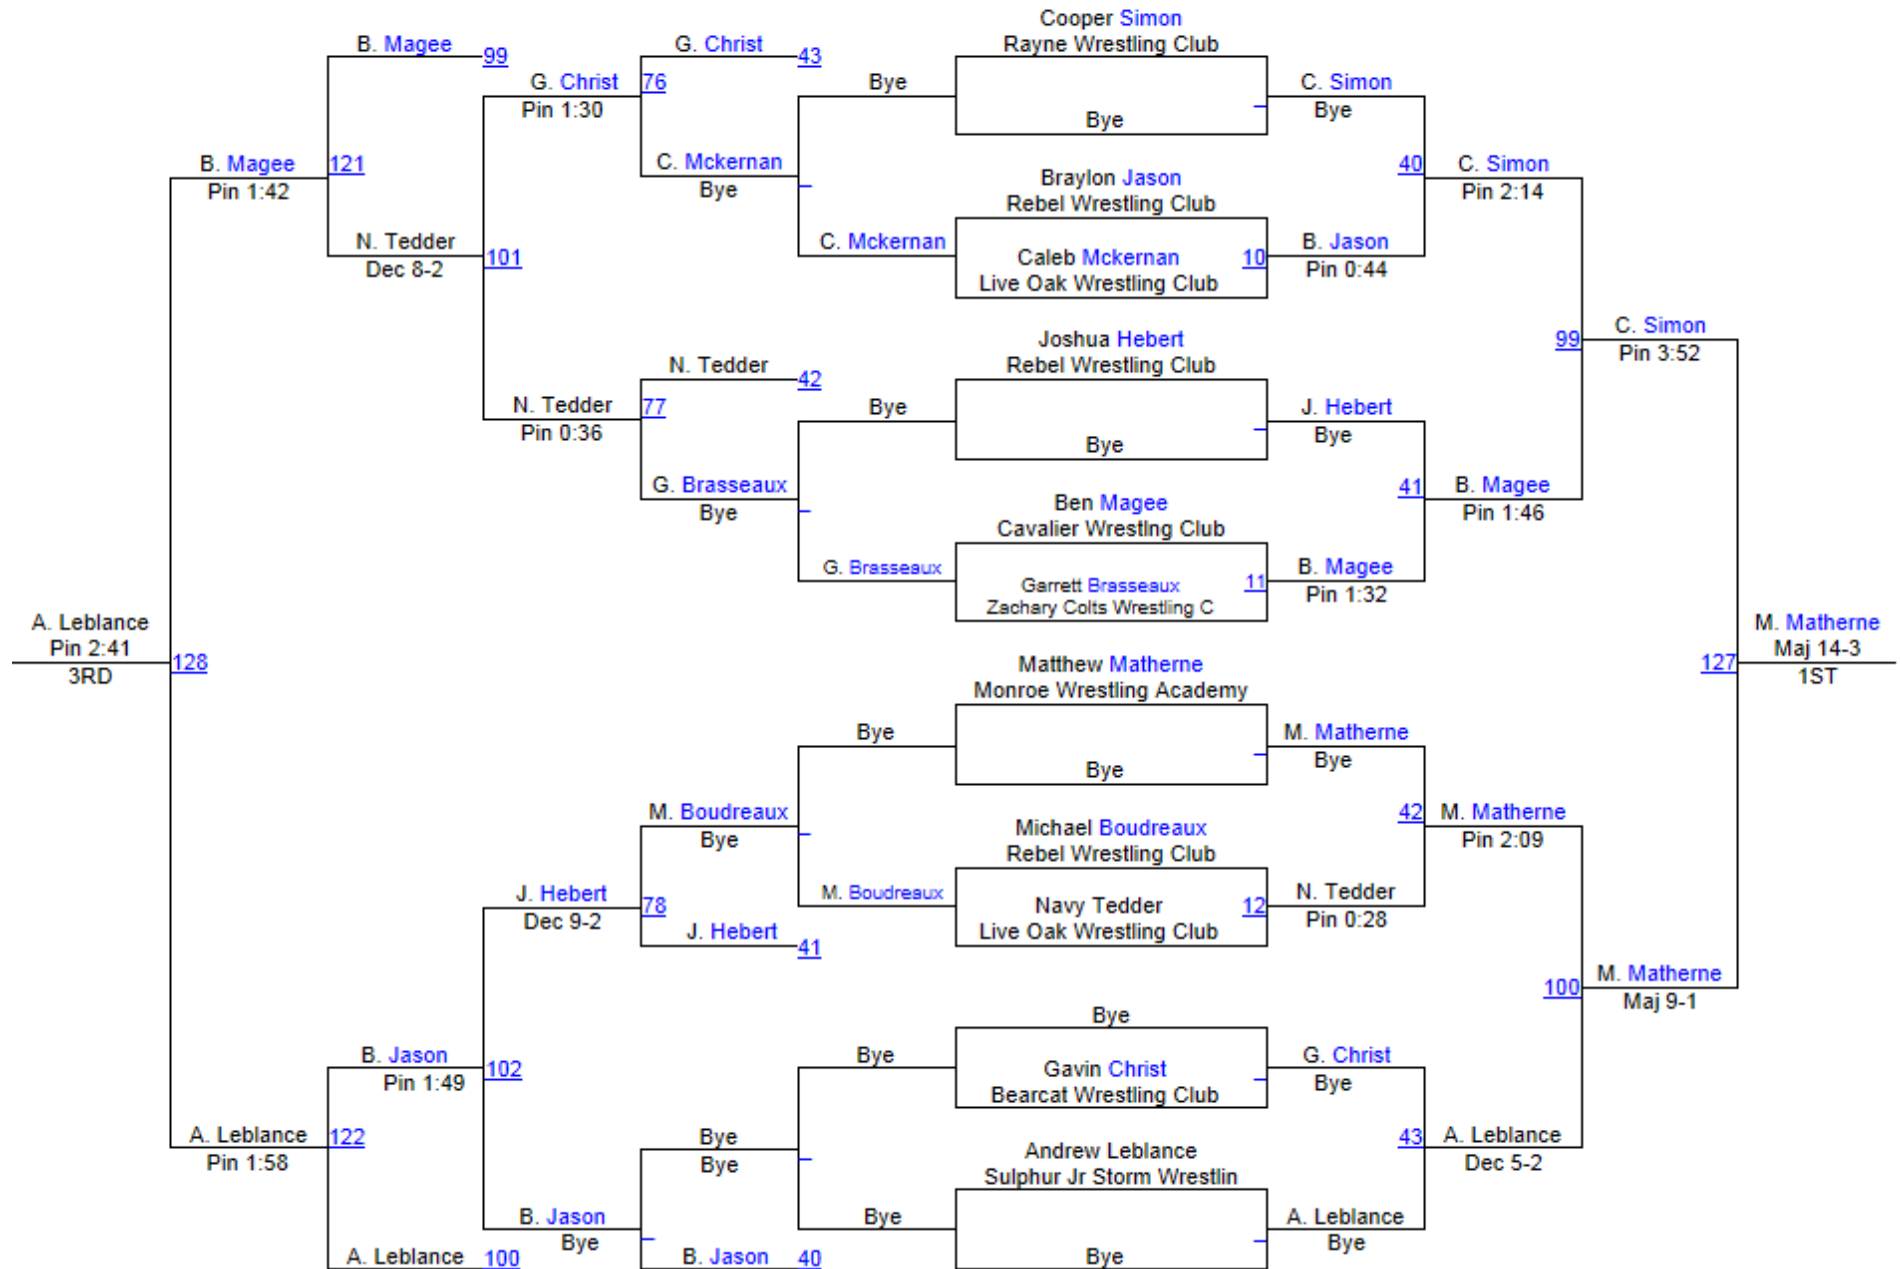 Cooper Simon
B. Magee
G. Christ
Rayne Wrestling Club
99
43
G. Christ
76
Bye
C. Simon
Pin 1:30
Bye
Bye
B. Magee
121
C. Mckernan
40
C. Simon
Pin 1:42
Bye
Braylon Jason
Pin 2:14
Rebel Wrestling Club
N. Tedder
101
C. Mckernan
Caleb Mckernan
10
B. Jason
Dec 8-2
Live Oak Wrestling Club
Pin 0:44
Joshua Hebert
99
C. Simon
N. Tedder
42
Rebel Wrestling Club
Pin 3:52
N. Tedder
77
Bye
J. Hebert
Pin 0:36
Bye
Bye
G. Brasseaux
41
B. Magee
Bye
Ben Magee
Pin 1:46
Cavalier Wrestlng Club
G. Brasseaux
Garrett Brasseaux
11
B. Magee
Zachary Colts Wrestling C
Pin 1:32
A. Leblance
M. Matherne
Pin 2:41
Maj 14-3
3RD
128
Matthew Matherne
127
1ST
Monroe Wrestling Academy
Bye
M. Matherne
Bye
Bye
M. Boudreaux
42
M. Matherne
Bye
Michael Boudreaux
Pin 2:09
Rebel Wrestling Club
J. Hebert
78
M. Boudreaux
Navy Tedder
12
N. Tedder
Dec 9-2
J. Hebert
41
Live Oak Wrestling Club
Pin 0:28
100
M. Matherne
Maj 9-1
Bye
B. Jason
102
Bye
Gavin Christ
G. Christ
Pin 1:49
Bearcat Wrestling Club
Bye
A. Leblance
122
Bye
43
A. Leblance
Pin 1:58
Bye
Andrew Leblance
Dec 5-2
Sulphur Jr Storm Wrestlin
B. Jason
Bye
A. Leblance
Bye
Bye
A. Leblance
100
B. Jason
40
Bye